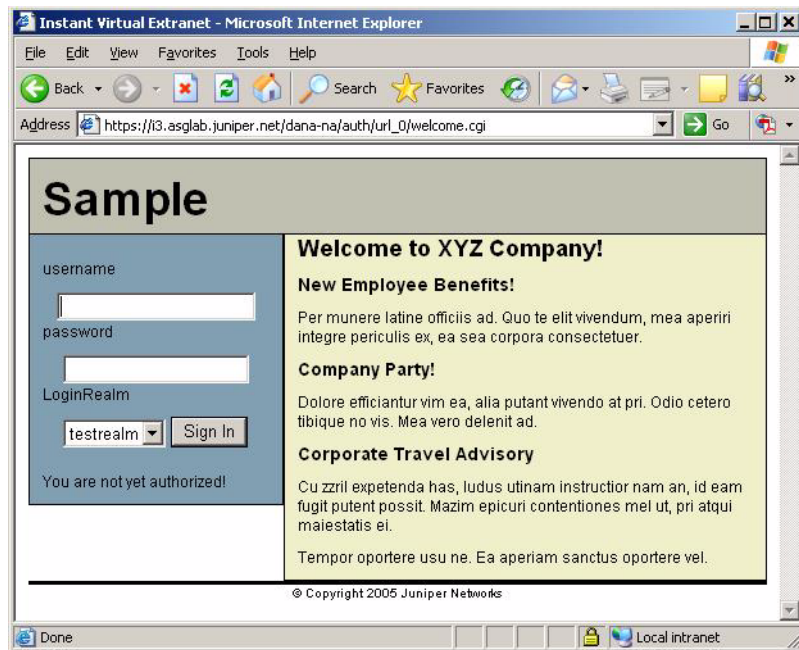 Instant Virtual Extranet - Microsoft Internet Explorer
File Edit View Favorites Tools Help
Back Search Favorites
Address https://i3.asglab.juniper.net/dana-na/auth/url_0/welcome.cgi Go
Sample
username
password
LoginRealm
testrealm Sign In
You are not yet authorized!
Welcome to XYZ Company!
New Employee Benefits!
Per munere latine officiis ad. Quo te elit vivendum, mea aperiri
integre periculis ex, ea sea corpora consectetuer.
Company Party!
Dolore efficiantur vim ea, alia putant vivendo at pri. Odio cetero
tibique no vis. Mea vero delenit ad.
Corporate Travel Advisory
Cu zzril expetenda has, ludus utinam instructior nam an, id eam
fugit putent possit. Mazim epicuri contentiones mel ut, pri atqui
maiestatis ei.
Tempor oportere usu ne. Ea aperiam sanctus oportere vel.
© Copyright 2005 Juniper Networks
Done Local intranet